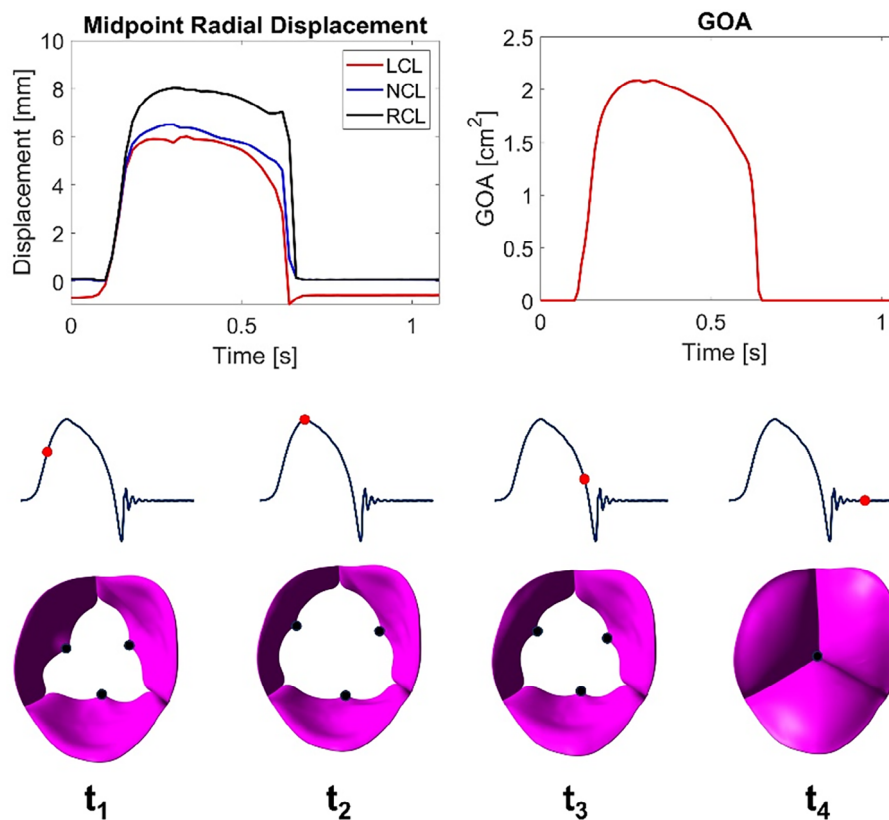 Midpoint Radial Displacement
Displacement [mm]
10
8
6
4
2
0
LCL
NCL
RCL
0
0.5
1
Time [s]
GOA
GOA [cm²]
2.5
2
1.5
1
0.5
0
0
0.5
1
Time [s]
t₁
t₂
t₃
t₄